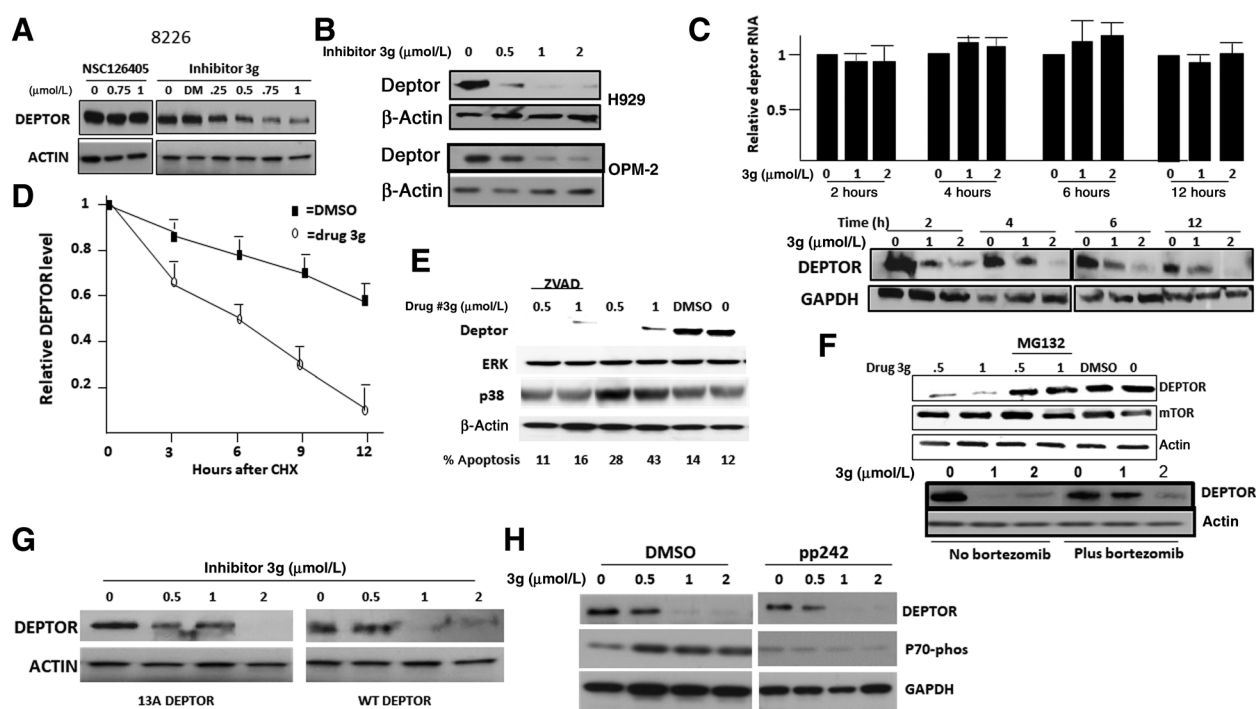 A
8226
NSC126405 Inhibitor 3g
(μmol/L) 0 0.75 1 0 DM .25 0.5 .75 1
DEPTOR
ACTIN
B
Inhibitor 3g (μmol/L) 0 0.5 1 2
Deptor
β-Actin
H929
Deptor
β-Actin
OPM-2
C
Relative deptor RNA
1
0.5
3g (μmol/L) 0 1 2 0 1 2 0 1 2 0 1 2
2 hours 4 hours 6 hours 12 hours
Time (h) 2 4 6 12
3g (μmol/L) 0 1 2 0 1 2 0 1 2 0 1 2
DEPTOR
GAPDH
D
Relative DEPTOR level
1
0.8
0.6
0.4
0.2
=DMSO
=drug 3g
0 3 6 9 12
Hours after CHX
E
ZVAD
Drug #3g (μmol/L) 0.5 1 0.5 1 DMSO 0
Deptor
ERK
p38
β-Actin
% Apoptosis 11 16 28 43 14 12
F
MG132
Drug 3g .5 1 .5 1 DMSO 0
DEPTOR
mTOR
Actin
3g (μmol/L) 0 1 2 0 1 2
DEPTOR
Actin
No bortezomib Plus bortezomib
G
Inhibitor 3g (μmol/L)
0 0.5 1 2 0 0.5 1 2
DEPTOR
ACTIN
13A DEPTOR WT DEPTOR
H
DMSO pp242
3g (μmol/L) 0 0.5 1 2 0 0.5 1 2
DEPTOR
P70-phos
GAPDH